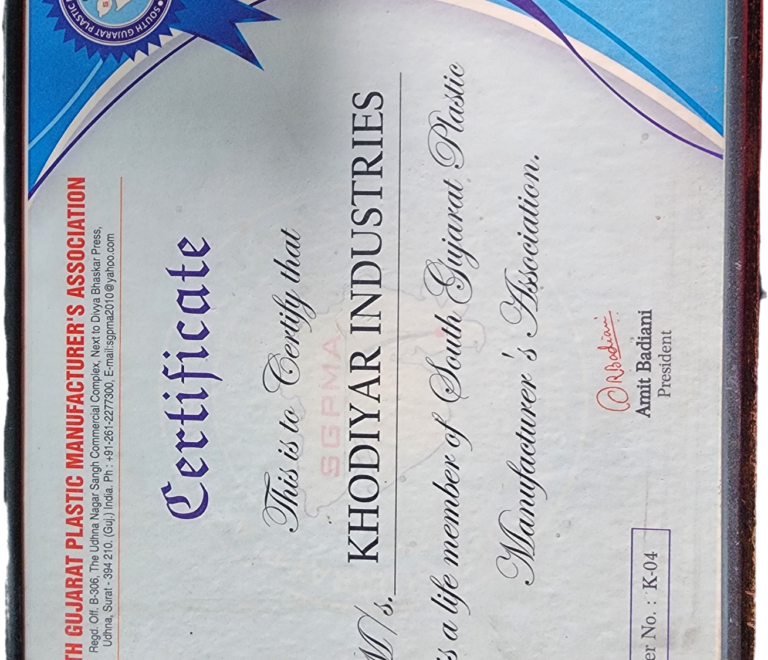 SOUTH GUJARAT PLASTIC
TH GUJARAT PLASTIC MANUFACTURER'S ASSOCIATION
Regd. Off. B-306, The Udhna Nagar Sangh Commercial Complex, Next to Divya Bhaskar Press,
Udhna, Surat - 394 210. (Guj.) India. Ph : +91-261-2277300, E-mail:sgpma2010@yahoo.com
Certificate
This is to Certify that
SGPMA
M/s. KHODIYAR INDUSTRIES
is a life member of South Gujarat Plastic
Manufacturer's Association.
ARBadiani
Amit Badiani
President
er No. : K-04